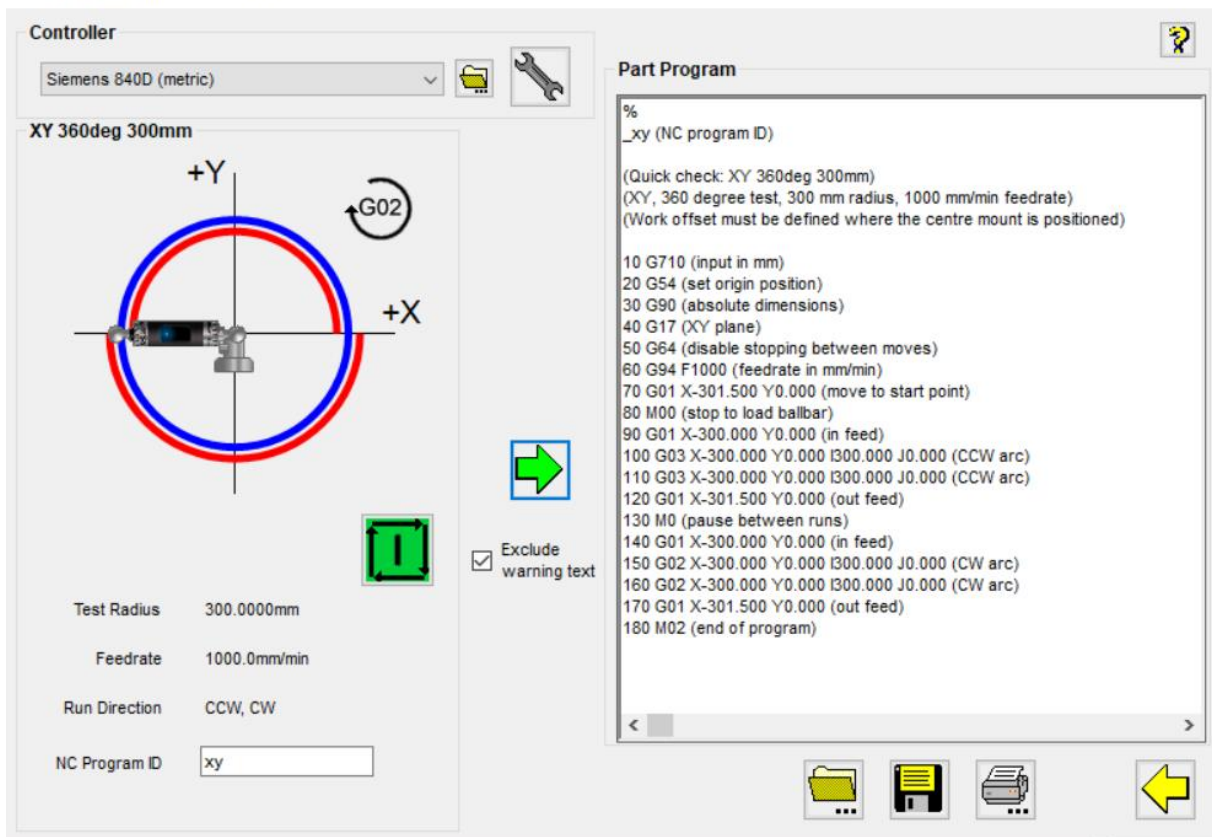 Controller
Siemens 840D (metric)
XY 360deg 300mm
+Y
G02
+X
Exclude
warning text
Test Radius 300.0000mm
Feedrate 1000.0mm/min
Run Direction CCW, CW
NC Program ID xy
Part Program
%
_xy (NC program ID)
(Quick check: XY 360deg 300mm)
(XY, 360 degree test, 300 mm radius, 1000 mm/min feedrate)
(Work offset must be defined where the centre mount is positioned)
10 G710 (input in mm)
20 G54 (set origin position)
30 G90 (absolute dimensions)
40 G17 (XY plane)
50 G64 (disable stopping between moves)
60 G94 F1000 (feedrate in mm/min)
70 G01 X-301.500 Y0.000 (move to start point)
80 M00 (stop to load ballbar)
90 G01 X-300.000 Y0.000 (in feed)
100 G03 X-300.000 Y0.000 I300.000 J0.000 (CCW arc)
110 G03 X-300.000 Y0.000 I300.000 J0.000 (CCW arc)
120 G01 X-301.500 Y0.000 (out feed)
130 M0 (pause between runs)
140 G01 X-300.000 Y0.000 (in feed)
150 G02 X-300.000 Y0.000 I300.000 J0.000 (CW arc)
160 G02 X-300.000 Y0.000 I300.000 J0.000 (CW arc)
170 G01 X-301.500 Y0.000 (out feed)
180 M02 (end of program)